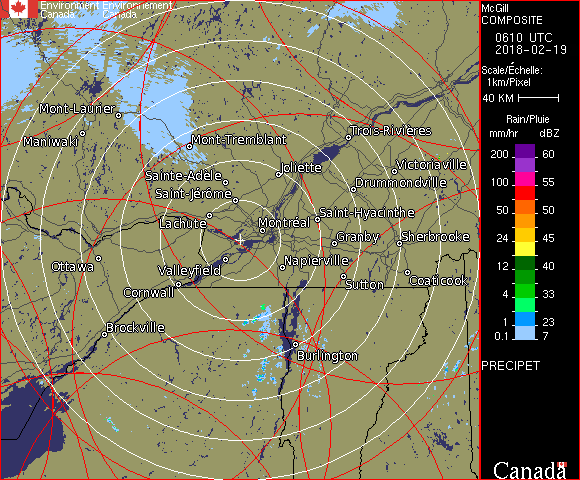 Environment Environnement
Canada Canada
Mont-Laurier
Maniwaki
Mont-Tremblant
Trois-Rivières
Sainte-Adèle
Joliette
Victoriaville
Saint-Jérôme
Drummondville
Lachute
Montréal
Saint-Hyacinthe
Granby
Sherbrooke
Ottawa
Valleyfield
Napierville
Cornwall
Sutton
Coaticook
Brockville
Burlington
McGill
COMPOSITE
0610 UTC
2018-02-19
Scale/Échelle:
1km/Pixel
40 KM
Rain/Pluie
mm/hr dBZ
200 60
150 55
100 55
50 50
24 45
12 40
4 33
1 23
0.1 7
PRECIPET
Canada